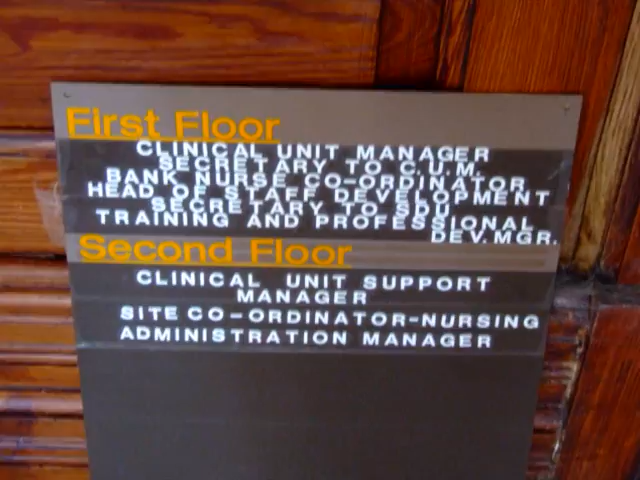 First Floor
CLINICAL UNIT MANAGER
SECRETARY TO C.U.M.
BANK NURSE CO-ORDINATOR
HEAD OF STAFF DEVELOPMENT
SECRETARY TO SDU
TRAINING AND PROFESSIONAL
DEV.MGR.
Second Floor
CLINICAL UNIT SUPPORT
MANAGER
SITE CO-ORDINATOR-NURSING
ADMINISTRATION MANAGER